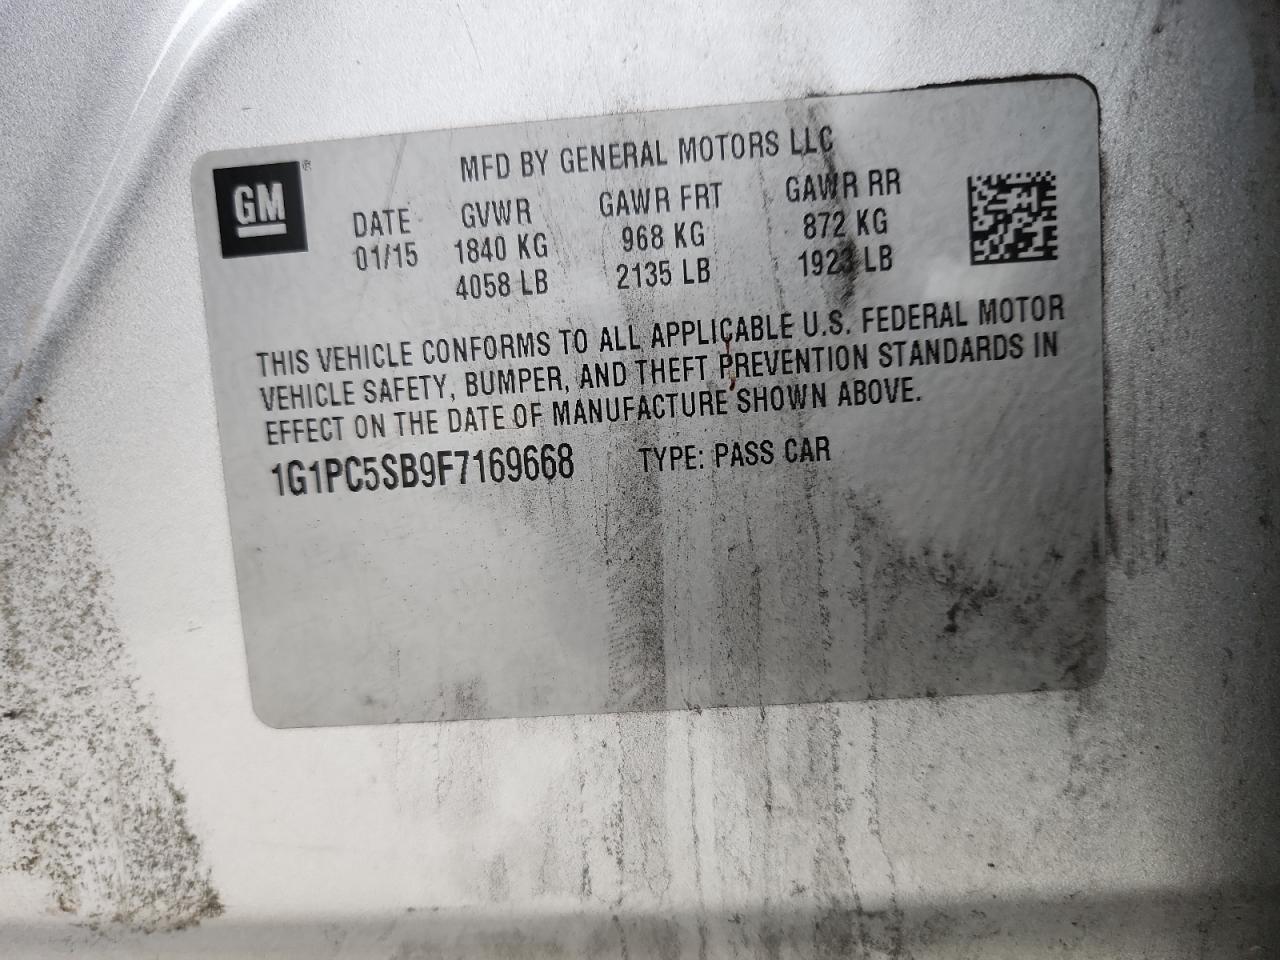 GM®
MFD BY GENERAL MOTORS LLC
DATE GVWR GAWR FRT GAWR RR
01/15 1840 KG 968 KG 872 KG
4058 LB 2135 LB 1923 LB
THIS VEHICLE CONFORMS TO ALL APPLICABLE U.S. FEDERAL MOTOR
VEHICLE SAFETY, BUMPER, AND THEFT PREVENTION STANDARDS IN
EFFECT ON THE DATE OF MANUFACTURE SHOWN ABOVE.
1G1PC5SB9F7169668 TYPE: PASS CAR